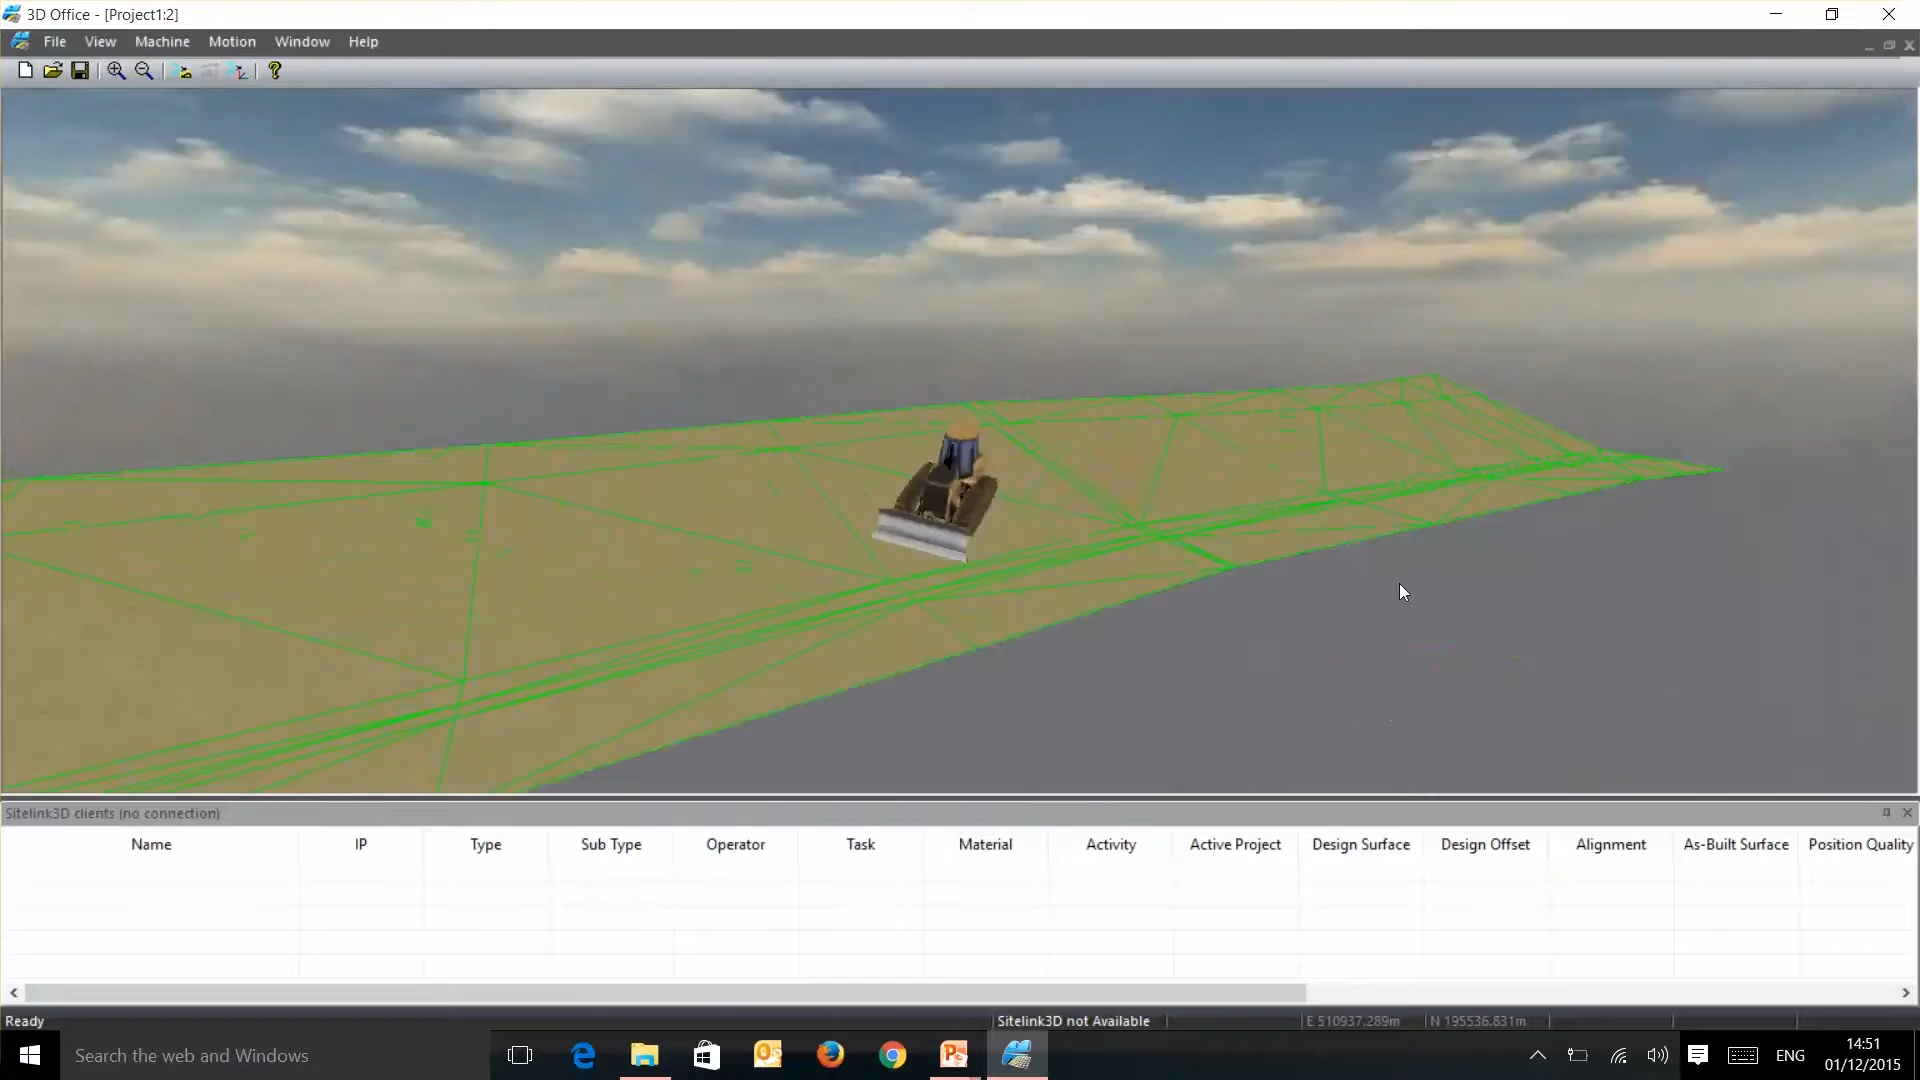 3D Office - [Project1:2]
File View Machine Motion Window Help
Sitelink3D clients (no connection)
Name IP Type Sub Type Operator Task Material Activity Active Project Design Surface Design Offset Alignment As-Built Surface Position Quality
Ready Sitelink3D not Available E 510937.289m N 195536.831m
Search the web and Windows
ENG
14:51
01/12/2015